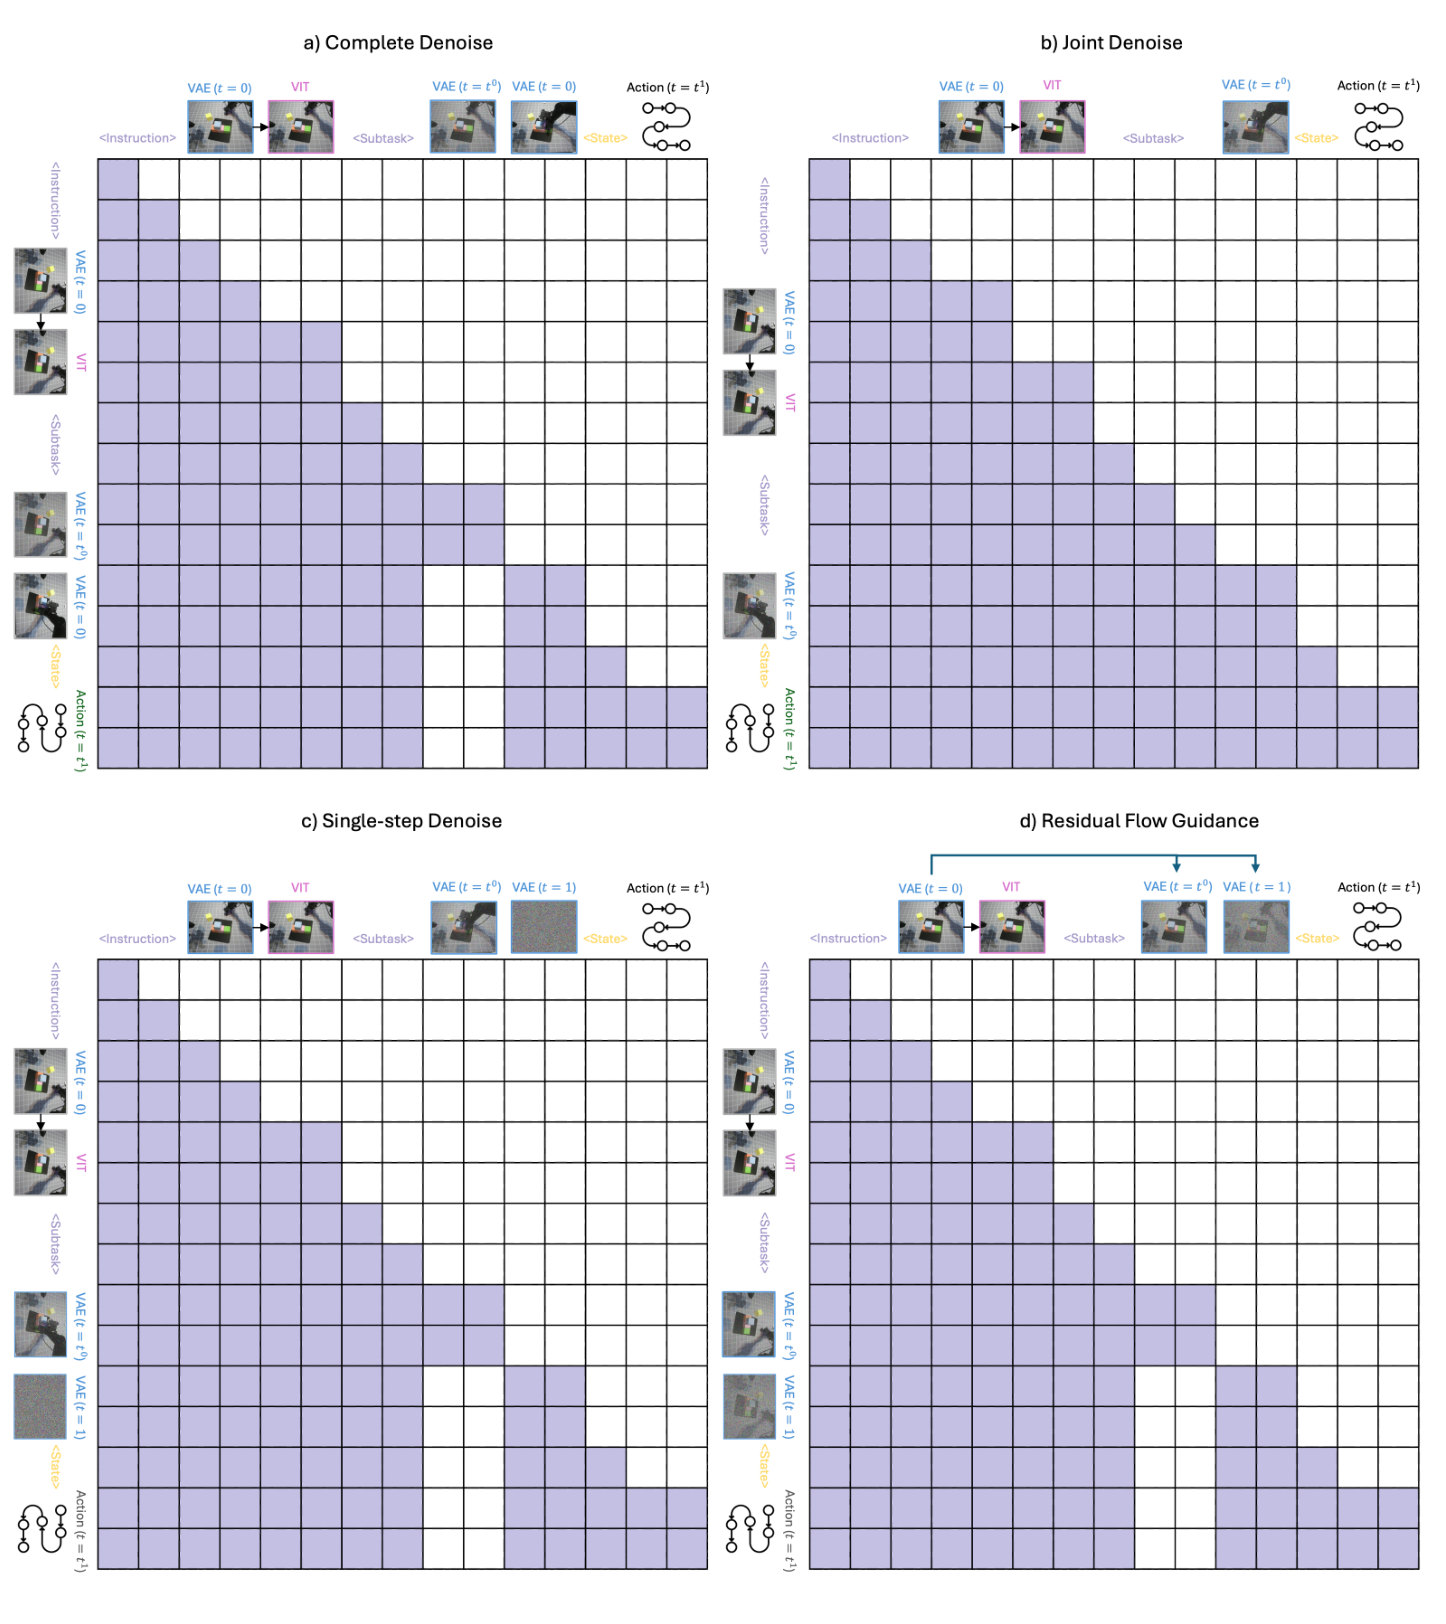 a) Complete Denoise
VAE (t = 0)
VIT
VAE (t = t⁰)
VAE (t = 0)
Action (t = t¹)
<Instruction>
<Subtask>
<State>
<Instruction>
VAE (t = 0)
VIT
<Subtask>
VAE (t = t⁰)
VAE (t = 0)
<State>
Action (t = t¹)
b) Joint Denoise
VAE (t = 0)
VIT
VAE (t = t⁰)
Action (t = t¹)
<Instruction>
<Subtask>
<State>
<Instruction>
VAE (t = 0)
VIT
<Subtask>
VAE (t = t⁰)
<State>
Action (t = t¹)
c) Single-step Denoise
VAE (t = 0)
VIT
VAE (t = t⁰)
VAE (t = 1)
Action (t = t¹)
<Instruction>
<Subtask>
<State>
<Instruction>
VAE (t = 0)
VIT
<Subtask>
VAE (t = t⁰)
VAE (t = 1)
<State>
Action (t = t¹)
d) Residual Flow Guidance
VAE (t = 0)
VIT
VAE (t = t⁰)
VAE (t = 1)
Action (t = t¹)
<Instruction>
<Subtask>
<State>
<Instruction>
VAE (t = 0)
VIT
<Subtask>
VAE (t = t⁰)
VAE (t = 1)
<State>
Action (t = t¹)